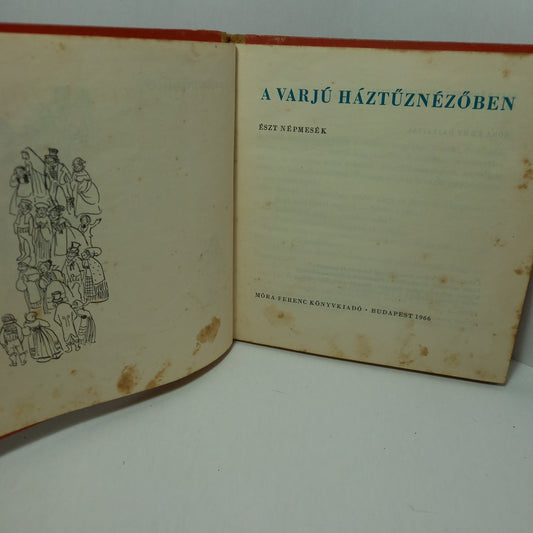 A VARJÚ HÁZTŰZNÉZŐBEN
ÉSZT NÉPMESÉK
MÓRA FERENC KÖNYVKIADÓ • BUDAPEST 1966